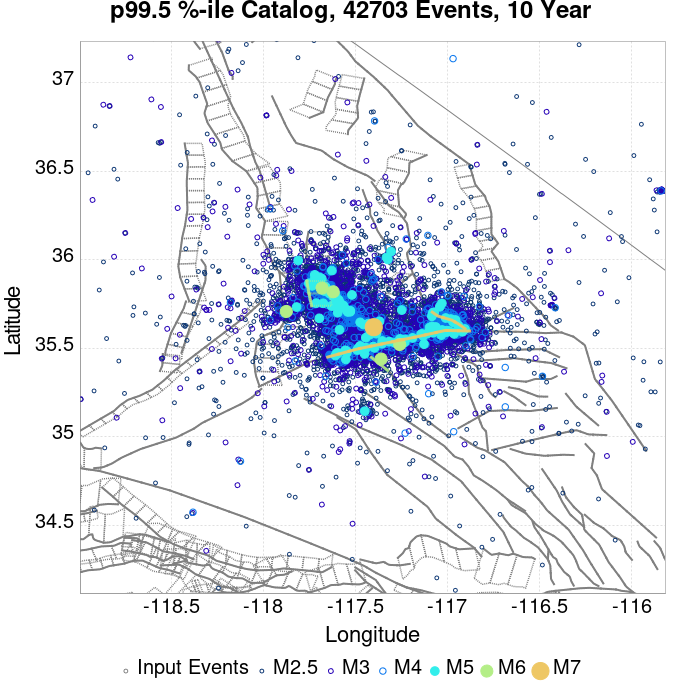 p99.5 %-ile Catalog, 42703 Events, 10 Year
37
36.5
36
35.5
35
34.5
Latitude
-118.5 -118 -117.5 -117 -116.5 -116
Longitude
Input Events M2.5 M3 M4 M5 M6 M7